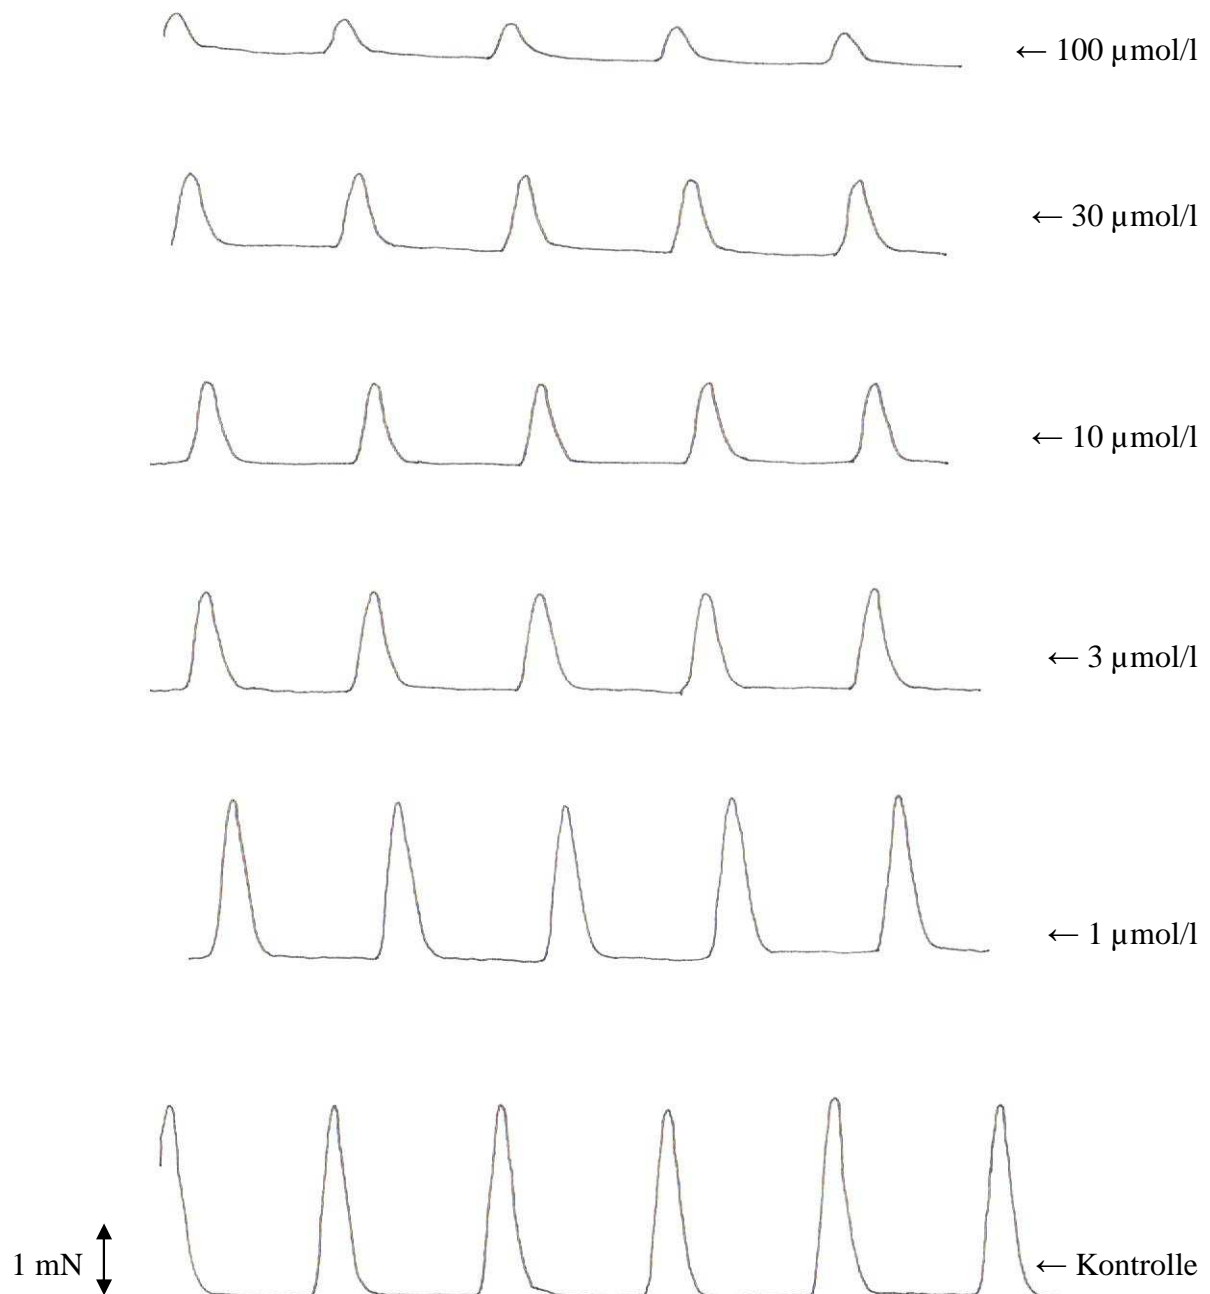 ← 100 µmol/l
← 30 µmol/l
← 10 µmol/l
← 3 µmol/l
← 1 µmol/l
1 mN
← Kontrolle